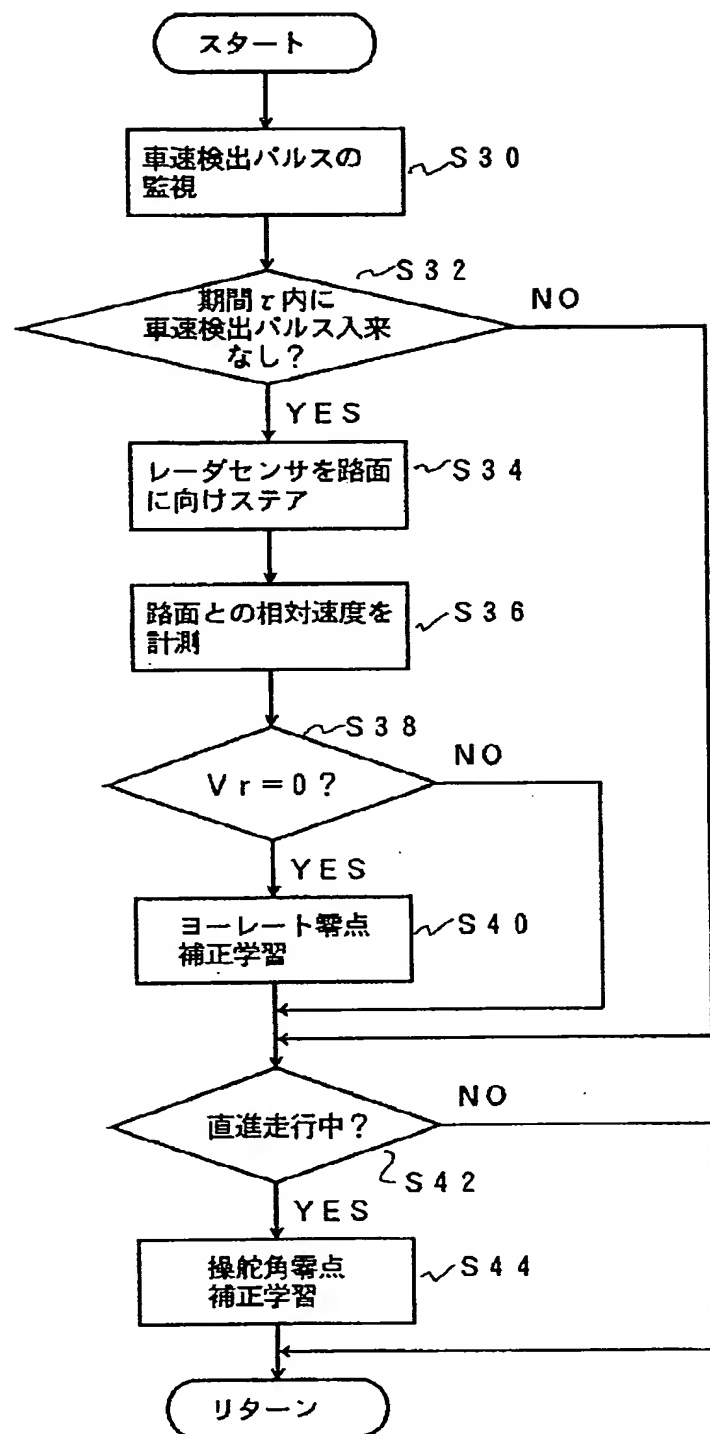 スタート
車速検出パルスの
監視
S30
S32
期間τ内に
車速検出パルス入来
なし?
NO
YES
レーダセンサを路面
に向けステア
S34
路面との相対速度を
計測
S36
S38
Vr=0?
NO
YES
ヨーレート零点
補正学習
S40
直進走行中?
NO
S42
YES
操舵角零点
補正学習
S44
リターン